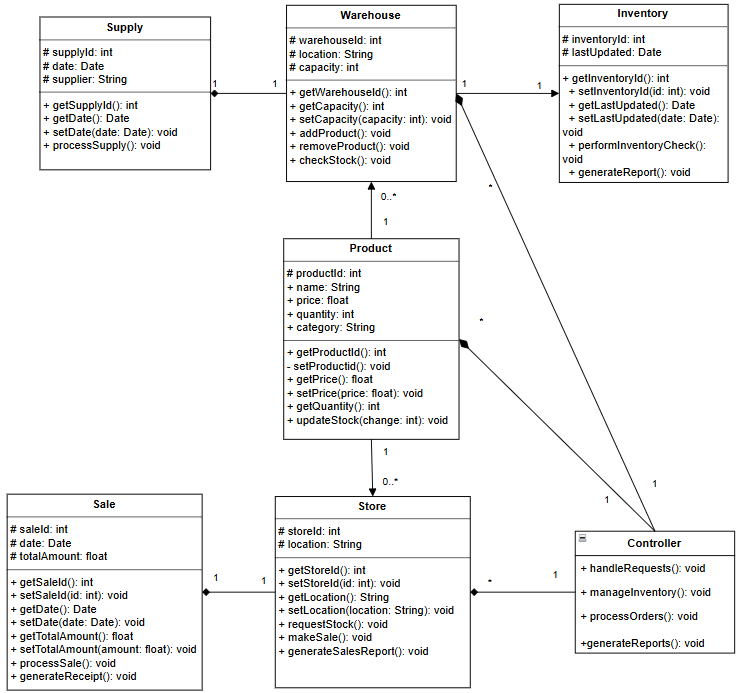 Supply
# supplyId: int
# date: Date
# supplier: String
+ getSupplyId(): int
+ getDate(): Date
+ setDate(date: Date): void
+ processSupply(): void
1
1
Warehouse
# warehouseId: int
# location: String
# capacity: int
+ getWarehouseId(): int
+ getCapacity(): int
+ setCapacity(capacity: int): void
+ addProduct(): void
+ removeProduct(): void
+ checkStock(): void
1
1
Inventory
# inventoryId: int
# lastUpdated: Date
+ getInventoryId(): int
+ setInventoryId(id: int): void
+ getLastUpdated(): Date
+ setLastUpdated(date: Date):
void
+ performInventoryCheck():
void
+ generateReport(): void
*
0..*
1
Product
# productId: int
+ name: String
+ price: float
+ quantity: int
+ category: String
+ getProductId(): int
- setProductid(): void
+ getPrice(): float
+ setPrice(price: float): void
+ getQuantity(): int
+ updateStock(change: int): void
*
1
0..*
1
1
Sale
# saleId: int
# date: Date
# totalAmount: float
+ getSaleId(): int
+ setSaleId(id: int): void
+ getDate(): Date
+ setDate(date: Date): void
+ getTotalAmount(): float
+ setTotalAmount(amount: float): void
+ processSale(): void
+ generateReceipt(): void
1
1
Store
# storeId: int
# location: String
+ getStoreId(): int
+ setStoreId(id: int): void
+ getLocation(): String
+ setLocation(location: String): void
+ requestStock(): void
+ makeSale(): void
+ generateSalesReport(): void
*
1
Controller
+ handleRequests(): void
+ manageInventory(): void
+ processOrders(): void
+generateReports(): void